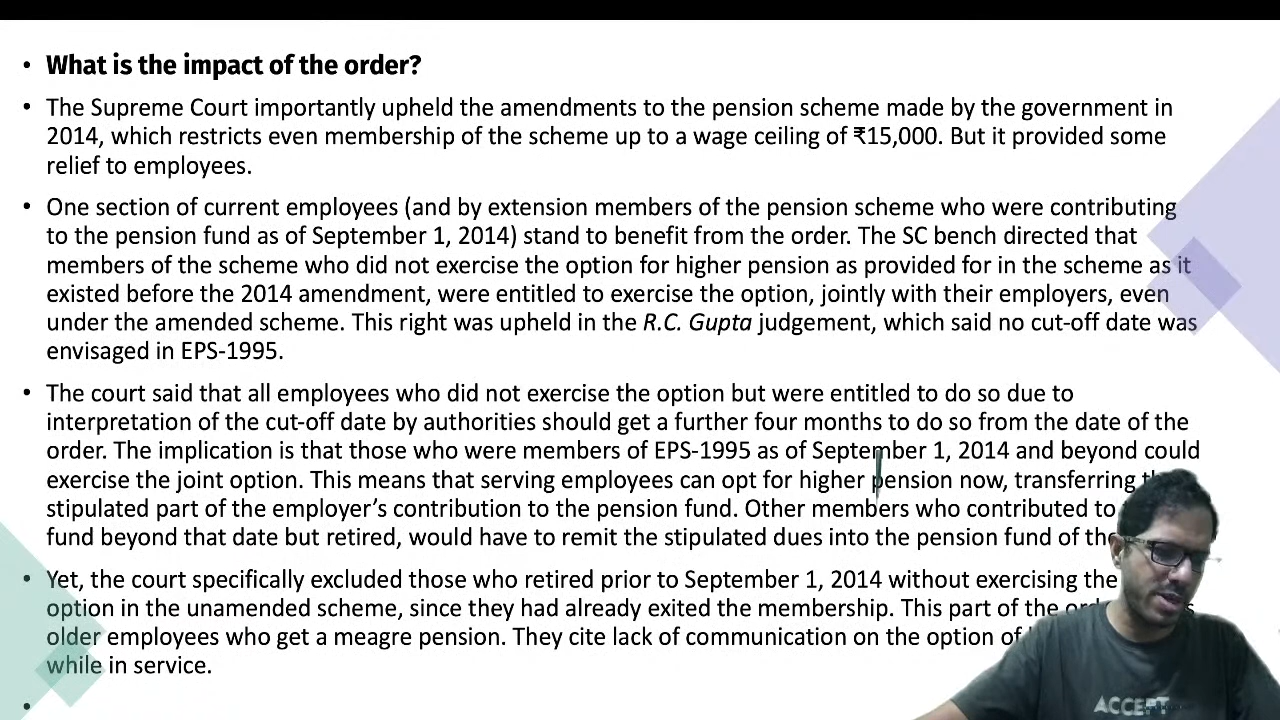 • What is the impact of the order?
• The Supreme Court importantly upheld the amendments to the pension scheme made by the government in
2014, which restricts even membership of the scheme up to a wage ceiling of ₹15,000. But it provided some
relief to employees.
• One section of current employees (and by extension members of the pension scheme who were contributing
to the pension fund as of September 1, 2014) stand to benefit from the order. The SC bench directed that
members of the scheme who did not exercise the option for higher pension as provided for in the scheme as it
existed before the 2014 amendment, were entitled to exercise the option, jointly with their employers, even
under the amended scheme. This right was upheld in the R.C. Gupta judgement, which said no cut-off date was
envisaged in EPS-1995.
• The court said that all employees who did not exercise the option but were entitled to do so due to
interpretation of the cut-off date by authorities should get a further four months to do so from the date of the
order. The implication is that those who were members of EPS-1995 as of September 1, 2014 and beyond could
exercise the joint option. This means that serving employees can opt for higher pension now, transferring
stipulated part of the employer’s contribution to the pension fund. Other members who contributed to
fund beyond that date but retired, would have to remit the stipulated dues into the pension fund of
• Yet, the court specifically excluded those who retired prior to September 1, 2014 without exercising the
option in the unamended scheme, since they had already exited the membership. This part of the
older employees who get a meagre pension. They cite lack of communication on the option of
while in service.
•
ACCEPT